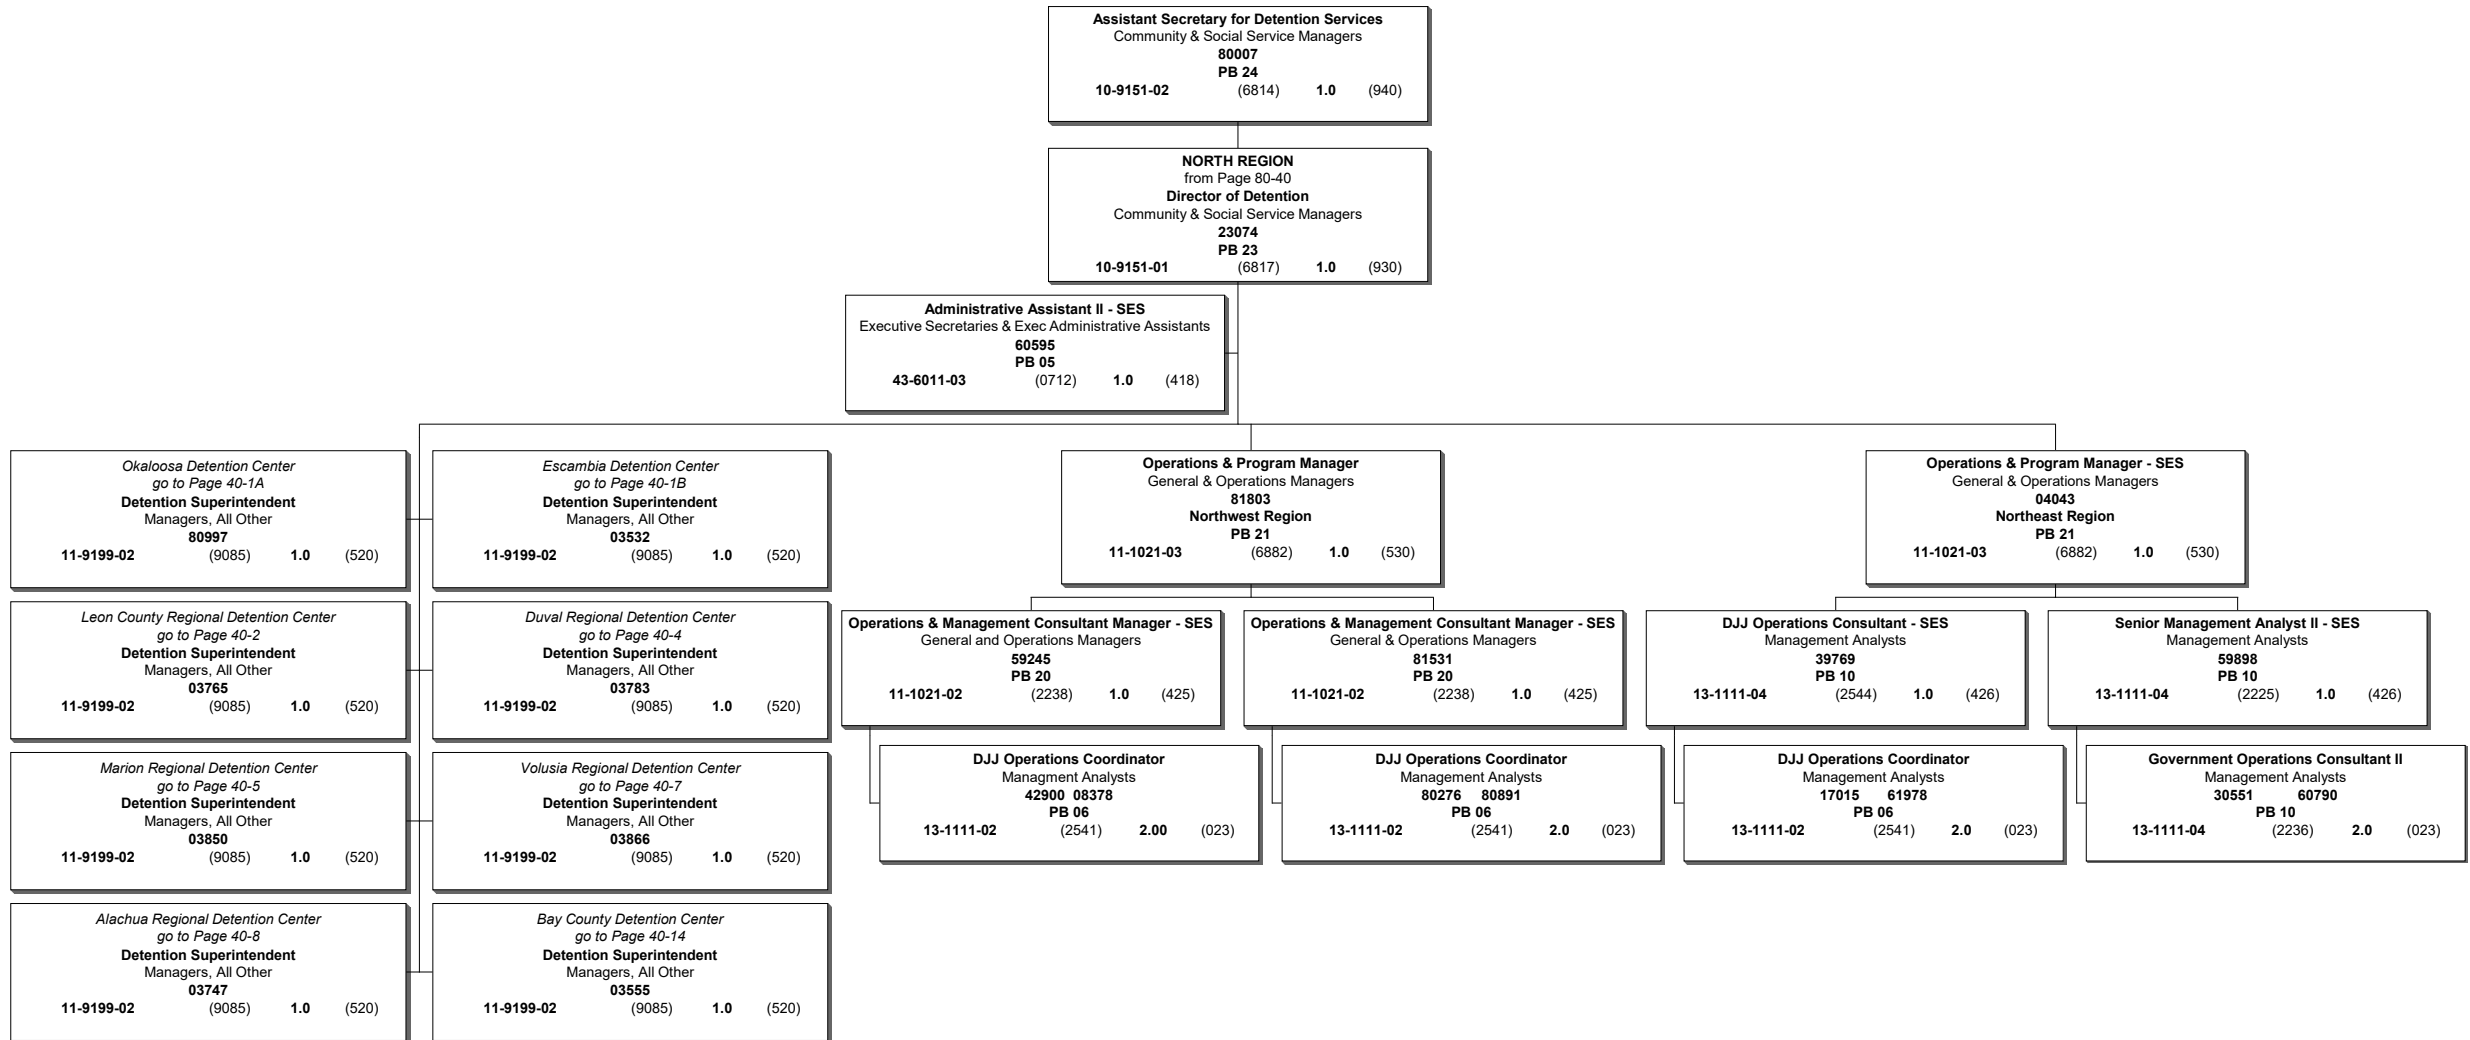 Assistant Secretary for Detention Services
Community & Social Service Managers
80007
PB 24
10-9151-02 (6814) 1.0 (940)
NORTH REGION
from Page 80-40
Director of Detention
Community & Social Service Managers
23074
PB 23
10-9151-01 (6817) 1.0 (930)
Administrative Assistant II - SES
Executive Secretaries & Exec Administrative Assistants
60595
PB 05
43-6011-03 (0712) 1.0 (418)
Okaloosa Detention Center
go to Page 40-1A
Detention Superintendent
Managers, All Other
80997
11-9199-02 (9085) 1.0 (520)
Escambia Detention Center
go to Page 40-1B
Detention Superintendent
Managers, All Other
03532
11-9199-02 (9085) 1.0 (520)
Operations & Program Manager
General & Operations Managers
81803
Northwest Region
PB 21
11-1021-03 (6882) 1.0 (530)
Operations & Program Manager - SES
General & Operations Managers
04043
Northeast Region
PB 21
11-1021-03 (6882) 1.0 (530)
Leon County Regional Detention Center
go to Page 40-2
Detention Superintendent
Managers, All Other
03765
11-9199-02 (9085) 1.0 (520)
Duval Regional Detention Center
go to Page 40-4
Detention Superintendent
Managers, All Other
03783
11-9199-02 (9085) 1.0 (520)
Operations & Management Consultant Manager - SES
General and Operations Managers
59245
PB 20
11-1021-02 (2238) 1.0 (425)
Operations & Management Consultant Manager - SES
General & Operations Managers
81531
PB 20
11-1021-02 (2238) 1.0 (425)
DJJ Operations Consultant - SES
Management Analysts
39769
PB 10
13-1111-04 (2544) 1.0 (426)
Senior Management Analyst II - SES
Management Analysts
59898
PB 10
13-1111-04 (2225) 1.0 (426)
Marion Regional Detention Center
go to Page 40-5
Detention Superintendent
Managers, All Other
03850
11-9199-02 (9085) 1.0 (520)
Volusia Regional Detention Center
go to Page 40-7
Detention Superintendent
Managers, All Other
03866
11-9199-02 (9085) 1.0 (520)
DJJ Operations Coordinator
Managment Analysts
42900 08378
PB 06
13-1111-02 (2541) 2.00 (023)
DJJ Operations Coordinator
Management Analysts
80276 80891
PB 06
13-1111-02 (2541) 2.0 (023)
DJJ Operations Coordinator
Management Analysts
17015 61978
PB 06
13-1111-02 (2541) 2.0 (023)
Government Operations Consultant II
Management Analysts
30551 60790
PB 10
13-1111-04 (2236) 2.0 (023)
Alachua Regional Detention Center
go to Page 40-8
Detention Superintendent
Managers, All Other
03747
11-9199-02 (9085) 1.0 (520)
Bay County Detention Center
go to Page 40-14
Detention Superintendent
Managers, All Other
03555
11-9199-02 (9085) 1.0 (520)